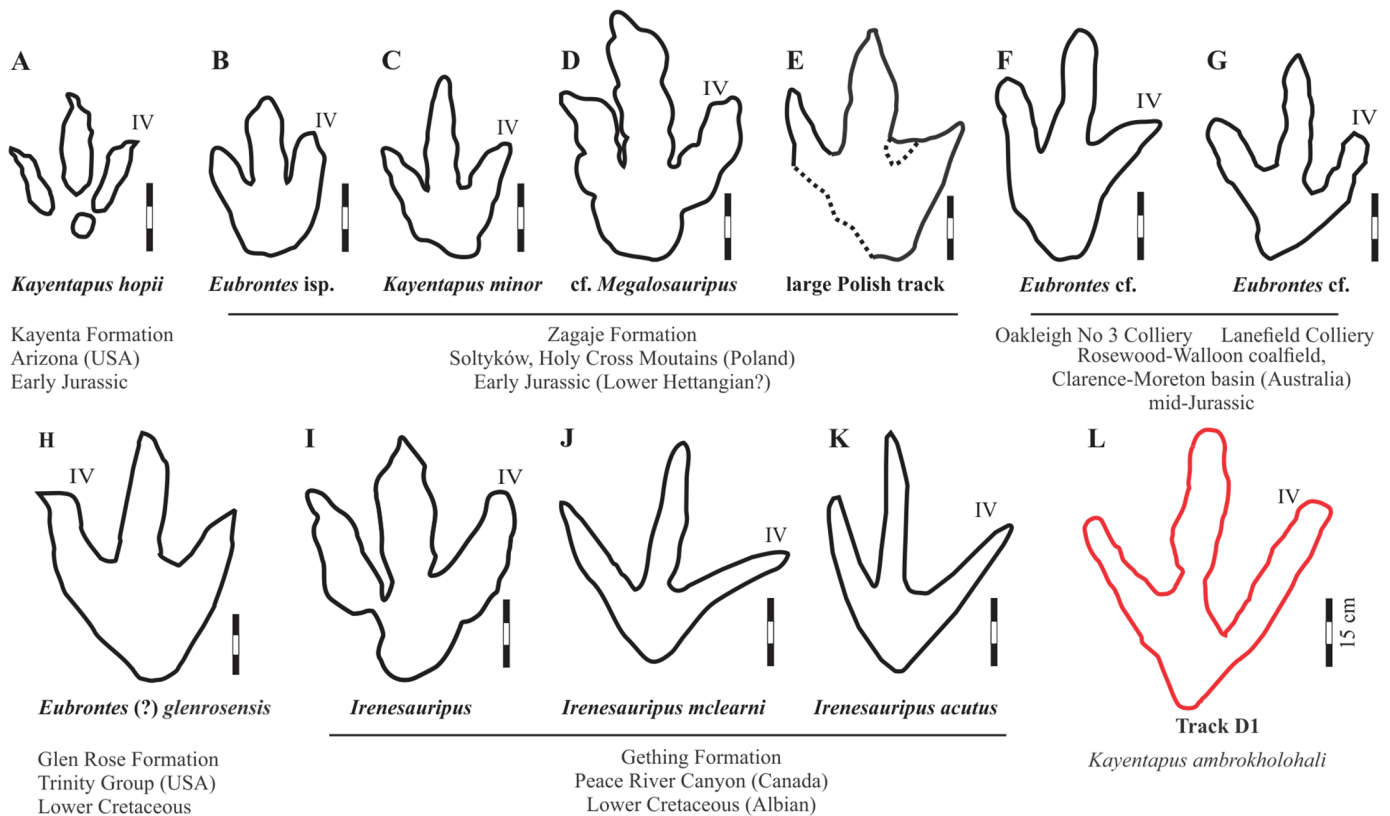 A
B
C
D
E
F
G
IV
IV
IV
IV
IV
IV
Kayentapus hopii
Eubrontes isp.
Kayentapus minor
cf. Megalosauripus
large Polish track
Eubrontes cf.
Eubrontes cf.
Kayenta Formation
Arizona (USA)
Early Jurassic
Zagaje Formation
Sołtyków, Holy Cross Moutains (Poland)
Early Jurassic (Lower Hettangian?)
Oakleigh No 3 Colliery
Lanefield Colliery
Rosewood-Walloon coalfield,
Clarence-Moreton basin (Australia)
mid-Jurassic
H
I
J
K
L
IV
IV
IV
IV
IV
15 cm
Eubrontes (?) glenrosensis
Irenesauripus
Irenesauripus mclearni
Irenesauripus acutus
Track D1
Kayentapus ambrokholohali
Glen Rose Formation
Trinity Group (USA)
Lower Cretaceous
Gething Formation
Peace River Canyon (Canada)
Lower Cretaceous (Albian)